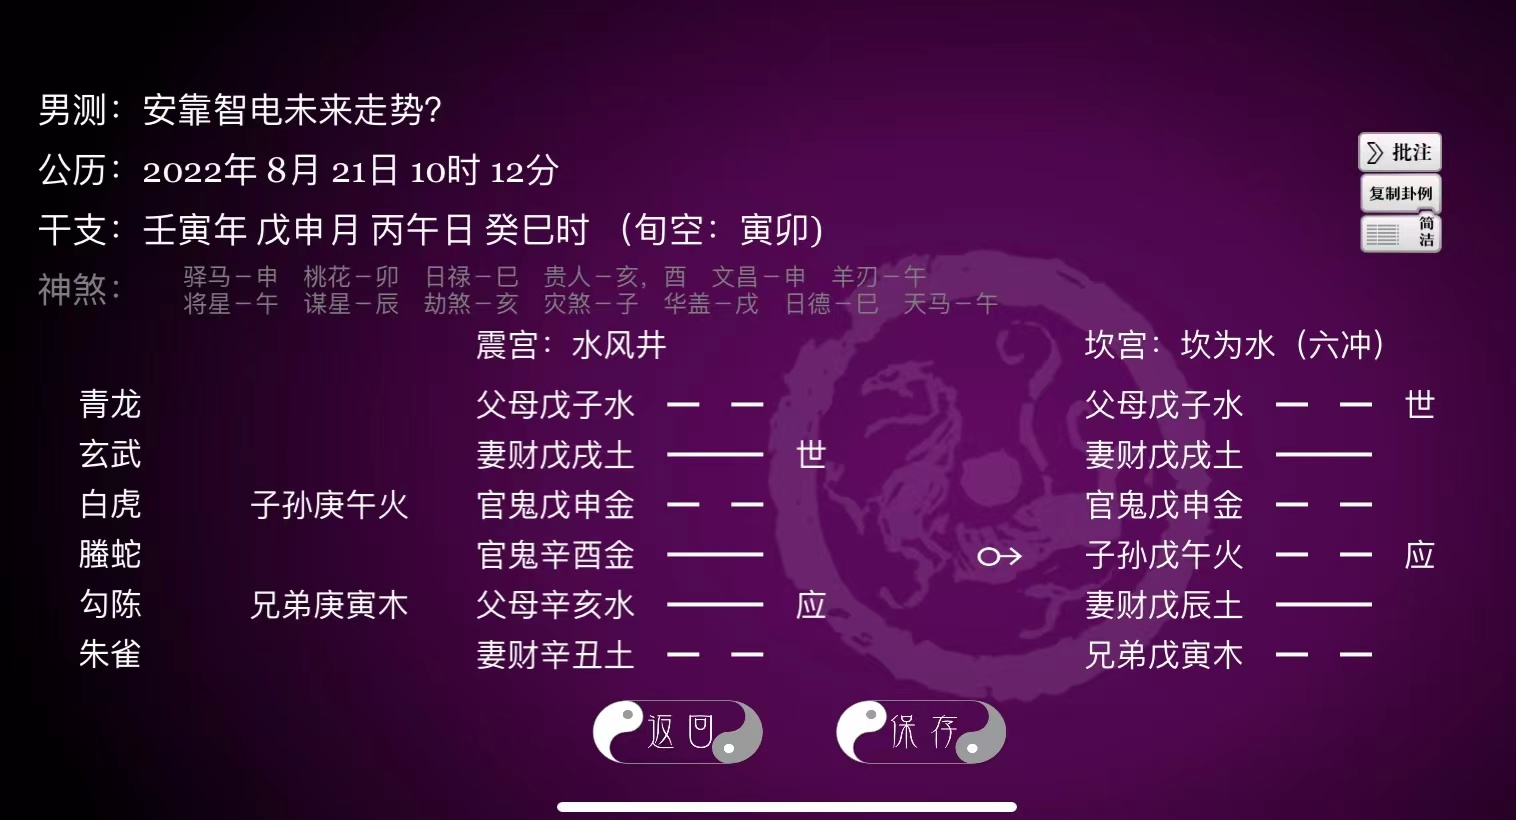 男测：安靠智电未来走势？
公历：2022年 8月 21日 10时 12分
干支：壬寅年 戊申月 丙午日 癸巳时 （旬空：寅卯)
神煞：
驿马－申 桃花－卯 日禄－巳 贵人－亥，酉 文昌－申 羊刃－午
将星－午 谋星－辰 劫煞－亥 灾煞－子 华盖－戌 日德－巳 天马－午
批注
复制卦例
简洁
震宫：水风井 坎宫：坎为水（六冲）
青龙 父母戊子水 父母戊子水 世
玄武 妻财戊戌土 世 妻财戊戌土
白虎 子孙庚午火 官鬼戊申金 官鬼戊申金
螣蛇 官鬼辛酉金 子孙戊午火 应
勾陈 兄弟庚寅木 父母辛亥水 应 妻财戊辰土
朱雀 妻财辛丑土 兄弟戊寅木
返回 保存